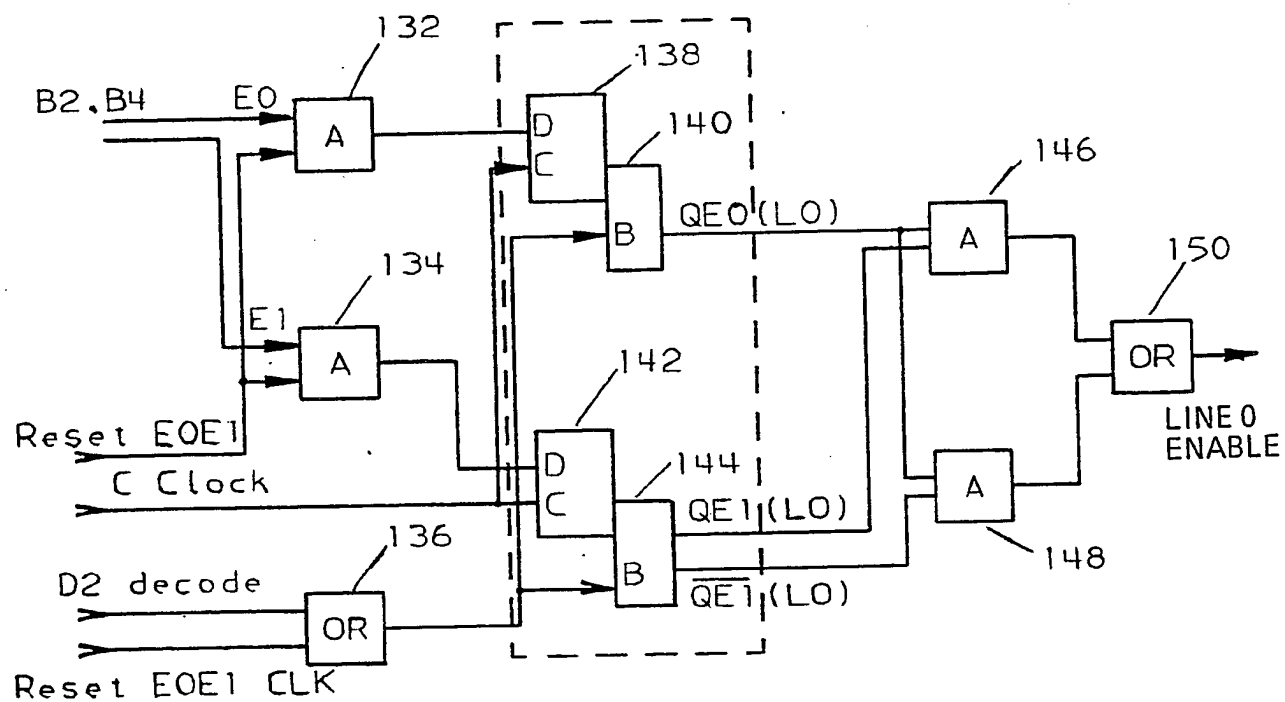 132
138
B2.B4
E0
A
D
C
140
146
QE0(LO)
A
B
134
150
E1
A
OR
142
LINE 0
ENABLE
Reset E0E1
D
144
A
C Clock
C
QE1(LO)
136
148
D2 decode
B
QE1(LO)
OR
Reset E0E1 CLK